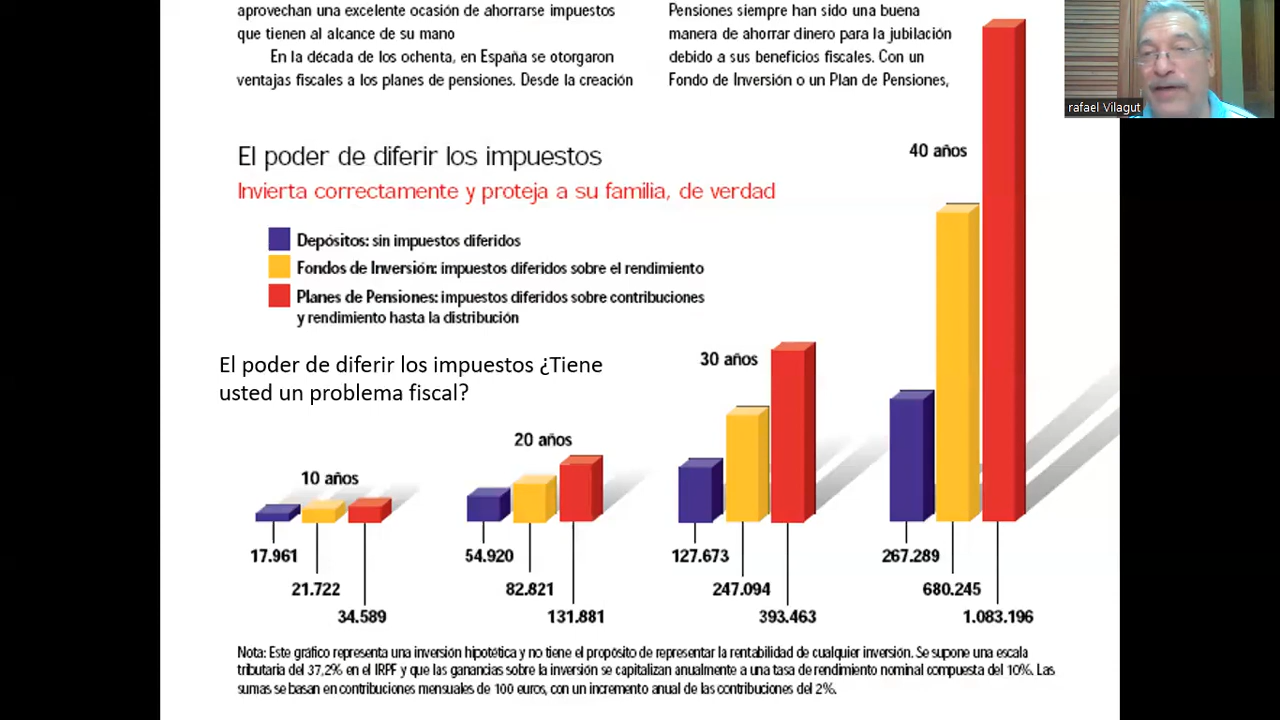 aprovechan una excelente ocasión de ahorrarse impuestos
que tienen al alcance de su mano
En la década de los ochenta, en España se otorgaron
ventajas fiscales a los planes de pensiones. Desde la creación
Pensiones siempre han sido una buena
manera de ahorrar dinero para la jubilación
debido a sus beneficios fiscales. Con un
Fondo de Inversión o un Plan de Pensiones,
rafael Vilagut
El poder de diferir los impuestos
Invierta correctamente y proteja a su familia, de verdad
Depósitos: sin impuestos diferidos
Fondos de Inversión: impuestos diferidos sobre el rendimiento
Planes de Pensiones: impuestos diferidos sobre contribuciones
y rendimiento hasta la distribución
El poder de diferir los impuestos ¿Tiene
usted un problema fiscal?
10 años
20 años
30 años
40 años
17.961
21.722
34.589
54.920
82.821
131.881
127.673
247.094
393.463
267.289
680.245
1.083.196
Nota: Este gráfico representa una inversión hipotética y no tiene el propósito de representar la rentabilidad de cualquier inversión. Se supone una escala
tributaria del 37,2% en el IRPF y que las ganancias sobre la inversión se capitalizan anualmente a una tasa de rendimiento nominal compuesta del 10%. Las
sumas se basan en contribuciones mensuales de 100 euros, con un incremento anual de las contribuciones del 2%.